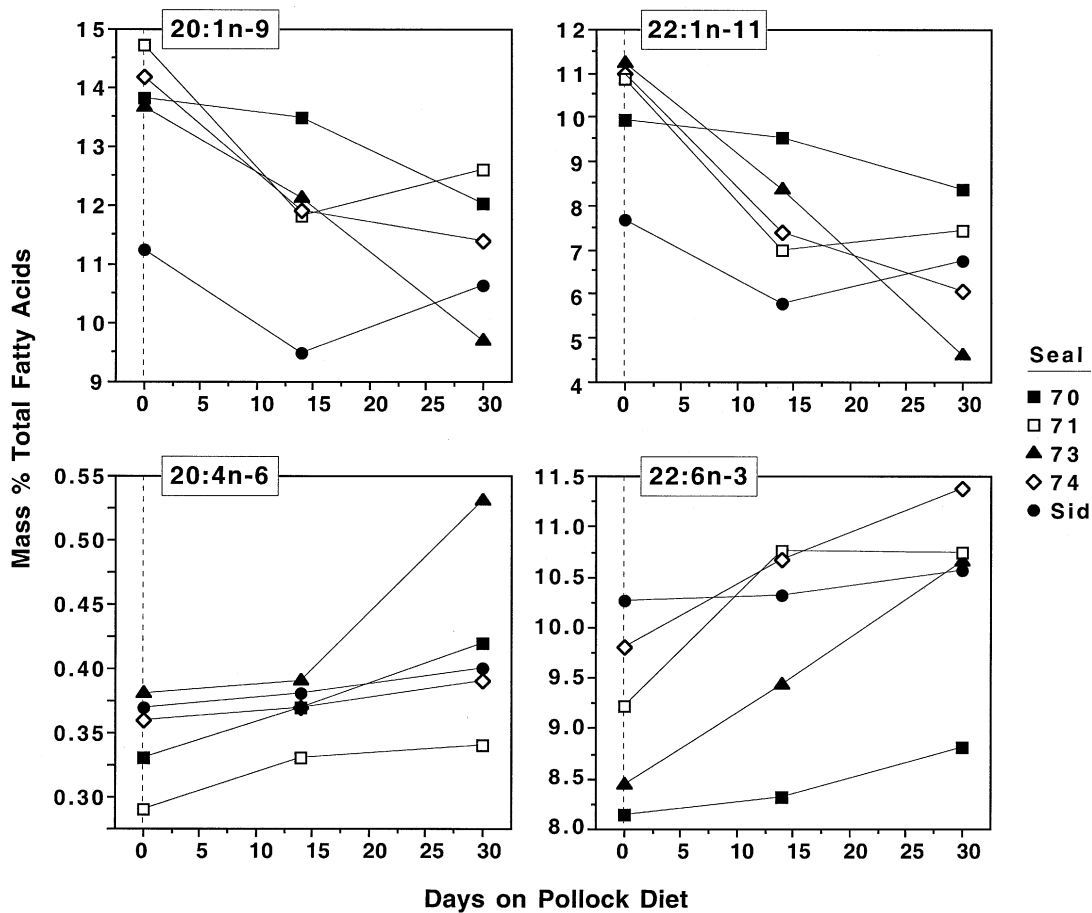 20:1n-9
15
14
13
12
11
10
9
0 5 10 15 20 25 30
22:1n-11
12
11
10
9
8
7
6
5
4
0 5 10 15 20 25 30
20:4n-6
0.55
0.50
0.45
0.40
0.35
0.30
0 5 10 15 20 25 30
22:6n-3
11.5
11.0
10.5
10.0
9.5
9.0
8.5
8.0
0 5 10 15 20 25 30
Mass % Total Fatty Acids
Days on Pollock Diet
Seal
70
71
73
74
Sid